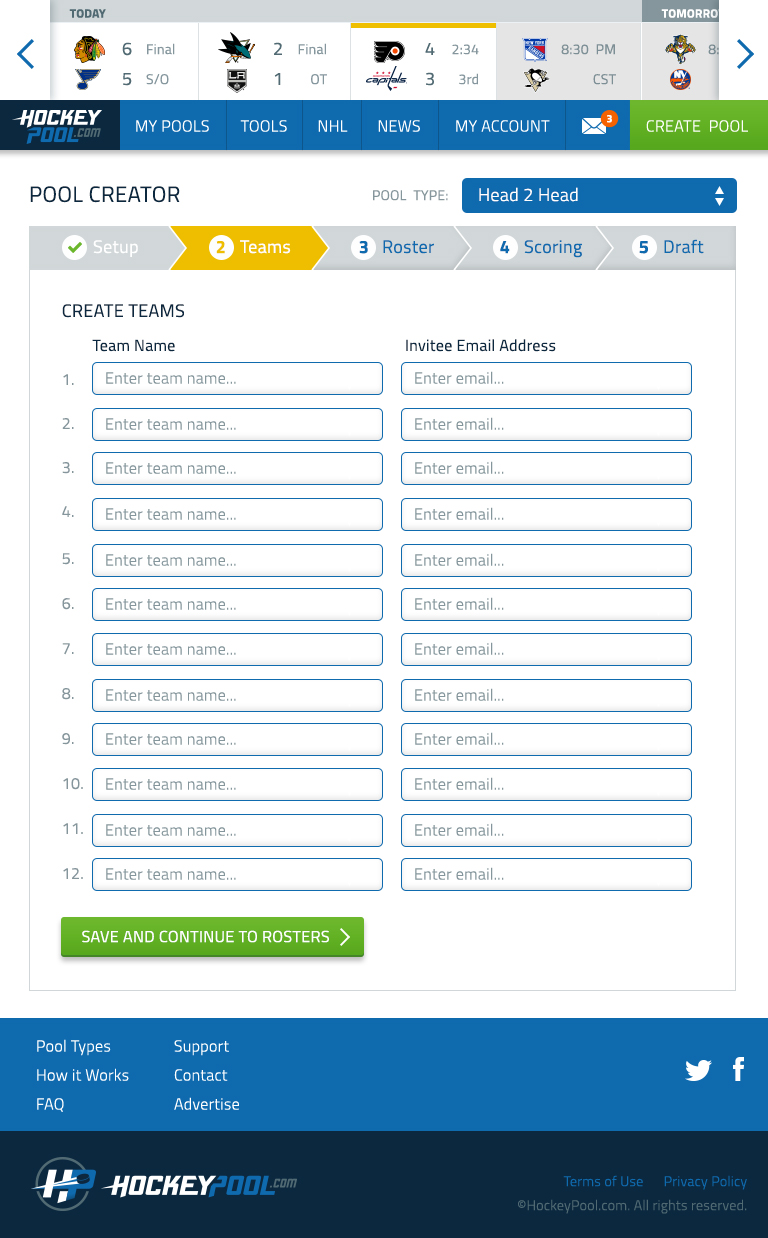 TODAY
TOMORRO
6 Final
5 S/O
2 Final
1 OT
4 2:34
capitals 3 3rd
NEW YORK 8:30 PM
CST
8:
HOCKEY
POOL.com
MY POOLS
TOOLS
NHL
NEWS
MY ACCOUNT
3
CREATE POOL
POOL CREATOR
POOL TYPE:
Head 2 Head
Setup
2 Teams
3 Roster
4 Scoring
5 Draft
CREATE TEAMS
Team Name Invitee Email Address
1. Enter team name... Enter email...
2. Enter team name... Enter email...
3. Enter team name... Enter email...
4. Enter team name... Enter email...
5. Enter team name... Enter email...
6. Enter team name... Enter email...
7. Enter team name... Enter email...
8. Enter team name... Enter email...
9. Enter team name... Enter email...
10. Enter team name... Enter email...
11. Enter team name... Enter email...
12. Enter team name... Enter email...
SAVE AND CONTINUE TO ROSTERS
Pool Types
How it Works
FAQ
Support
Contact
Advertise
HP HOCKEYPOOL.com
Terms of Use Privacy Policy
©HockeyPool.com. All rights reserved.